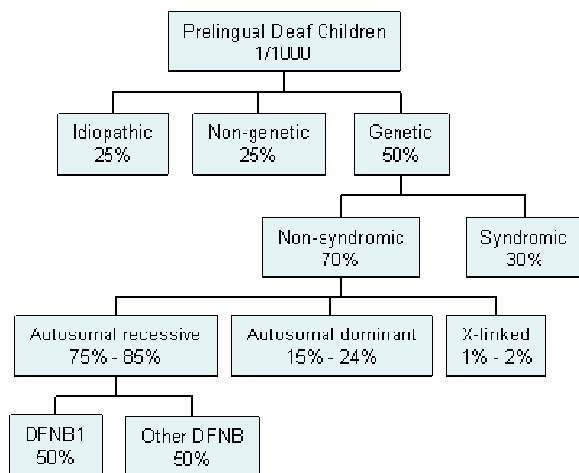 Prelingual Deaf Children
1/1000
Idiopathic
25%
Non-genetic
25%
Genetic
50%
Non-syndromic
70%
Syndromic
30%
Autosomal recessive
75% - 85%
Autosomal dominant
15% - 24%
X-linked
1% - 2%
DFNB1
50%
Other DFNB
50%